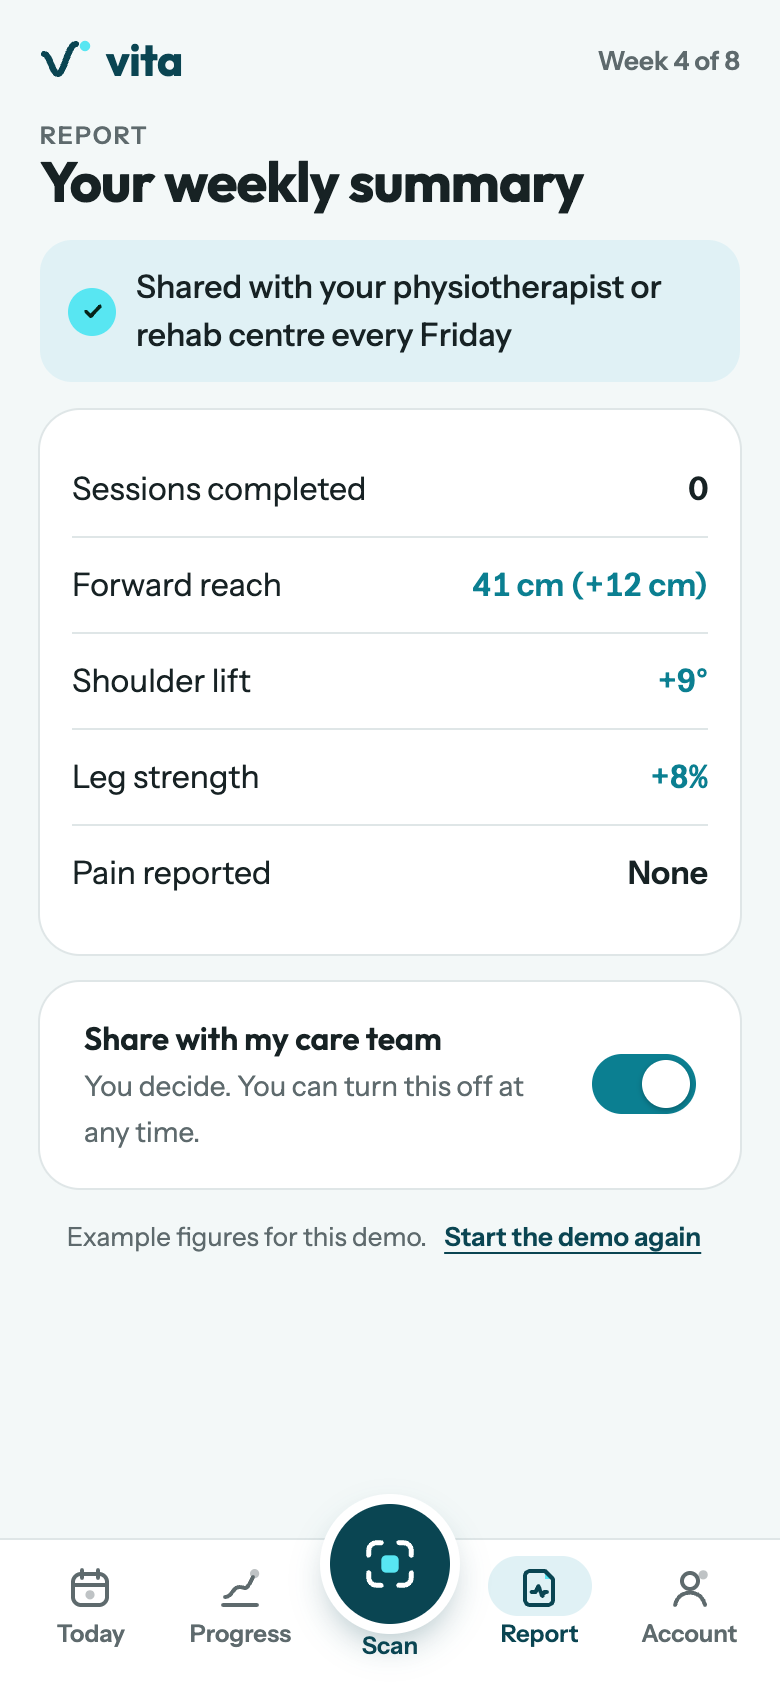 vita
Week 4 of 8
REPORT
Your weekly summary
Shared with your physiotherapist or
rehab centre every Friday
Sessions completed 0
Forward reach 41 cm (+12 cm)
Shoulder lift +9°
Leg strength +8%
Pain reported None
Share with my care team
You decide. You can turn this off at
any time.
Example figures for this demo. Start the demo again
Today Progress Scan Report Account